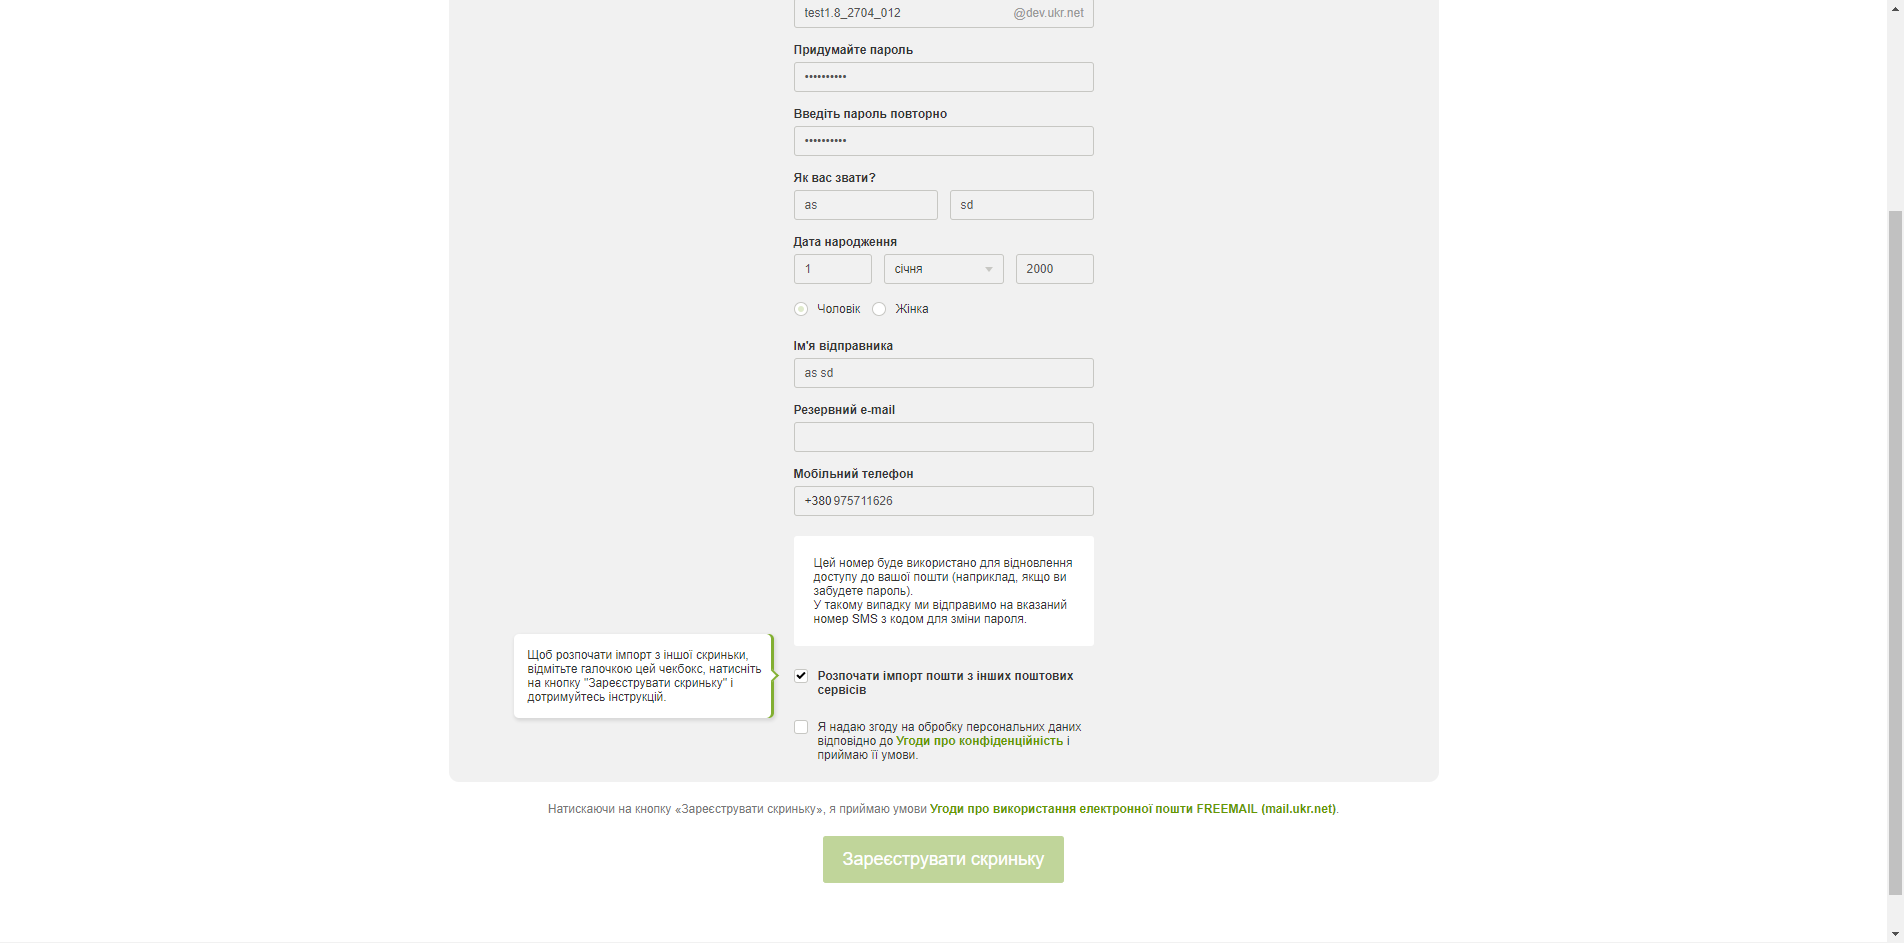 test1.8_2704_012 @dev.ukr.net
Придумайте пароль
••••••••••
Введіть пароль повторно
••••••••••
Як вас звати?
as sd
Дата народження
1 січня 2000
Чоловік Жінка
Ім'я відправника
as sd
Резервний e-mail
Мобільний телефон
+380 975711626
Цей номер буде використано для відновлення
доступу до вашої пошти (наприклад, якщо ви
забудете пароль).
У такому випадку ми відправимо на вказаний
номер SMS з кодом для зміни пароля.
Щоб розпочати імпорт з іншої скриньки,
відмітьте галочкою цей чекбокс, натисніть
на кнопку "Зареєструвати скриньку" і
дотримуйтесь інструкцій.
Розпочати імпорт пошти з інших поштових
сервісів
Я надаю згоду на обробку персональних даних
відповідно до Угоди про конфіденційність і
приймаю її умови.
Натискаючи на кнопку «Зареєструвати скриньку», я приймаю умови Угоди про використання електронної пошти FREEMAIL (mail.ukr.net).
Зареєструвати скриньку